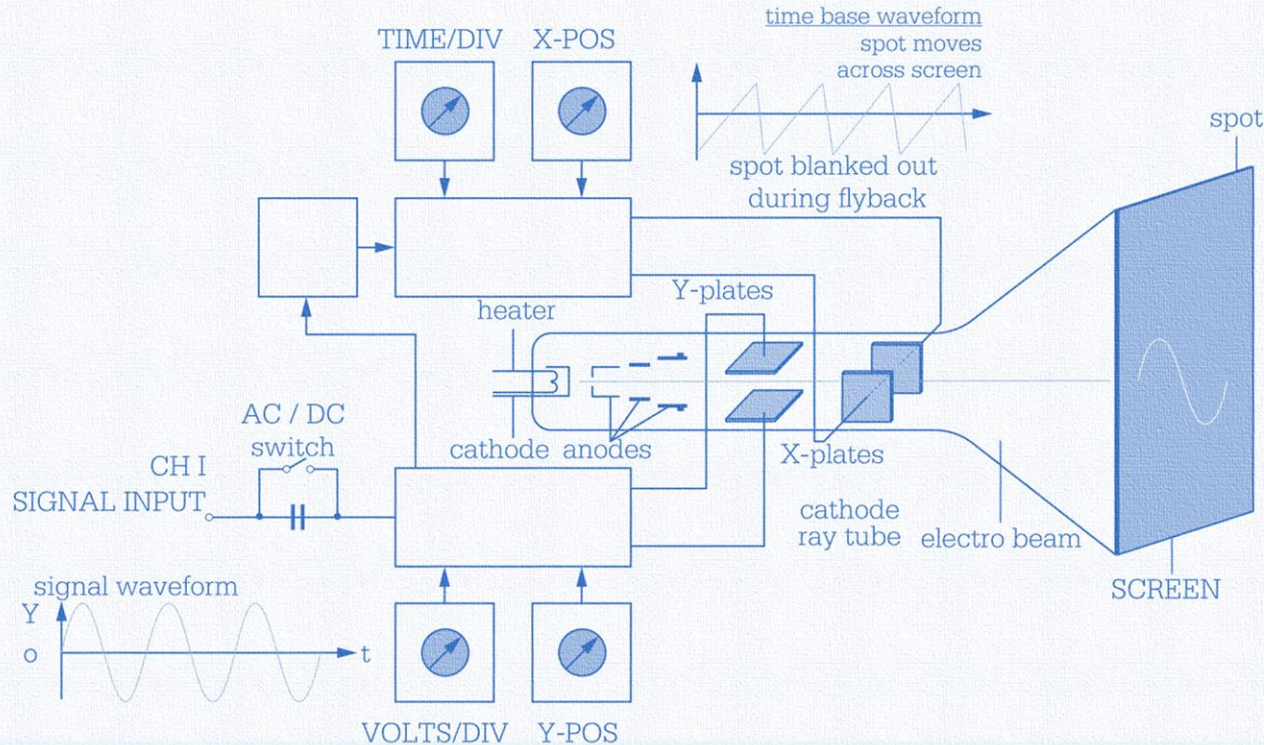 TIME/DIV
X-POS
time base waveform
spot moves
across screen
spot
spot blanked out
during flyback
Y-plates
heater
AC / DC
switch
cathode
anodes
X-plates
CH I
SIGNAL INPUT
cathode
ray tube
electro beam
SCREEN
signal waveform
Y
o
t
VOLTS/DIV
Y-POS